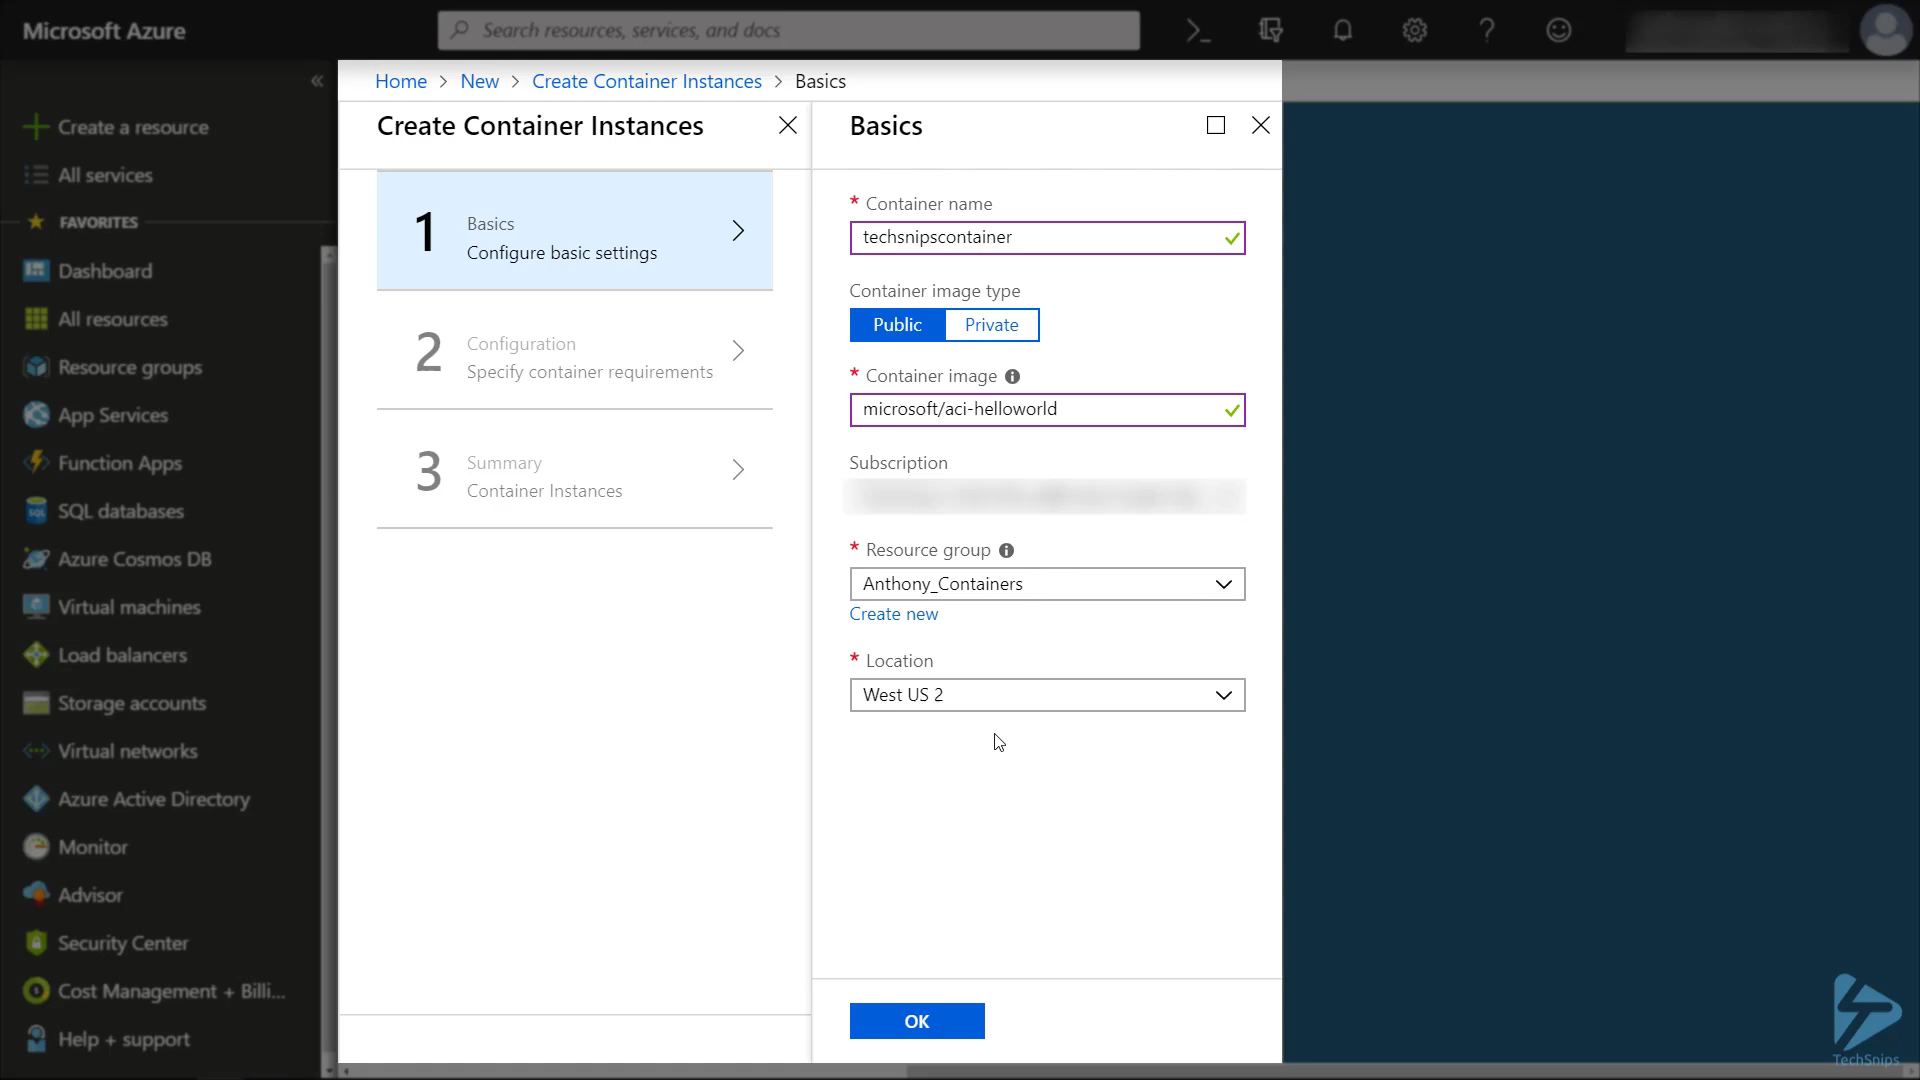 Microsoft Azure
Search resources, services, and docs
Home > New > Create Container Instances > Basics
Create a resource
All services
FAVORITES
Dashboard
All resources
Resource groups
App Services
Function Apps
SQL databases
Azure Cosmos DB
Virtual machines
Load balancers
Storage accounts
Virtual networks
Azure Active Directory
Monitor
Advisor
Security Center
Cost Management + Billi...
Help + support
Create Container Instances
1
Basics
Configure basic settings
2
Configuration
Specify container requirements
3
Summary
Container Instances
Basics
* Container name
techsnipscontainer
Container image type
Public Private
* Container image
microsoft/aci-helloworld
Subscription
* Resource group
Anthony_Containers
Create new
* Location
West US 2
OK
TechSnips